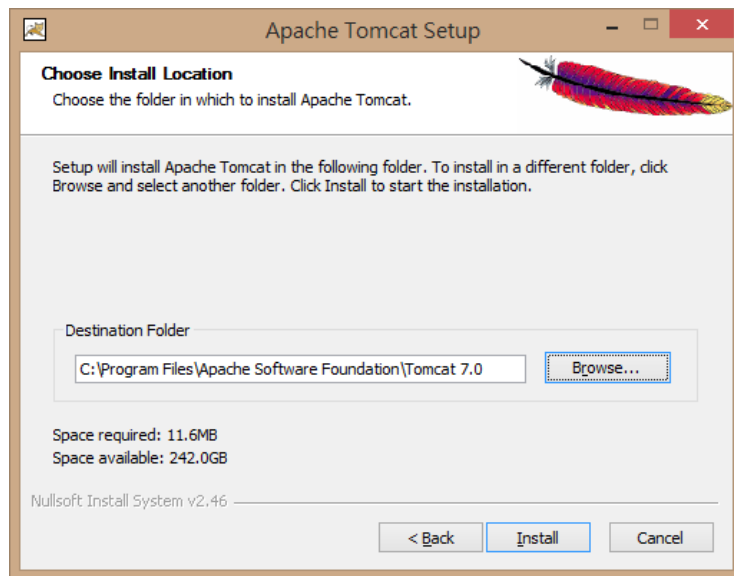 Apache Tomcat Setup
Choose Install Location
Choose the folder in which to install Apache Tomcat.
Setup will install Apache Tomcat in the following folder. To install in a different folder, click
Browse and select another folder. Click Install to start the installation.
Destination Folder
C:\Program Files\Apache Software Foundation\Tomcat 7.0
Browse...
Space required: 11.6MB
Space available: 242.0GB
Nullsoft Install System v2.46
< Back
Install
Cancel